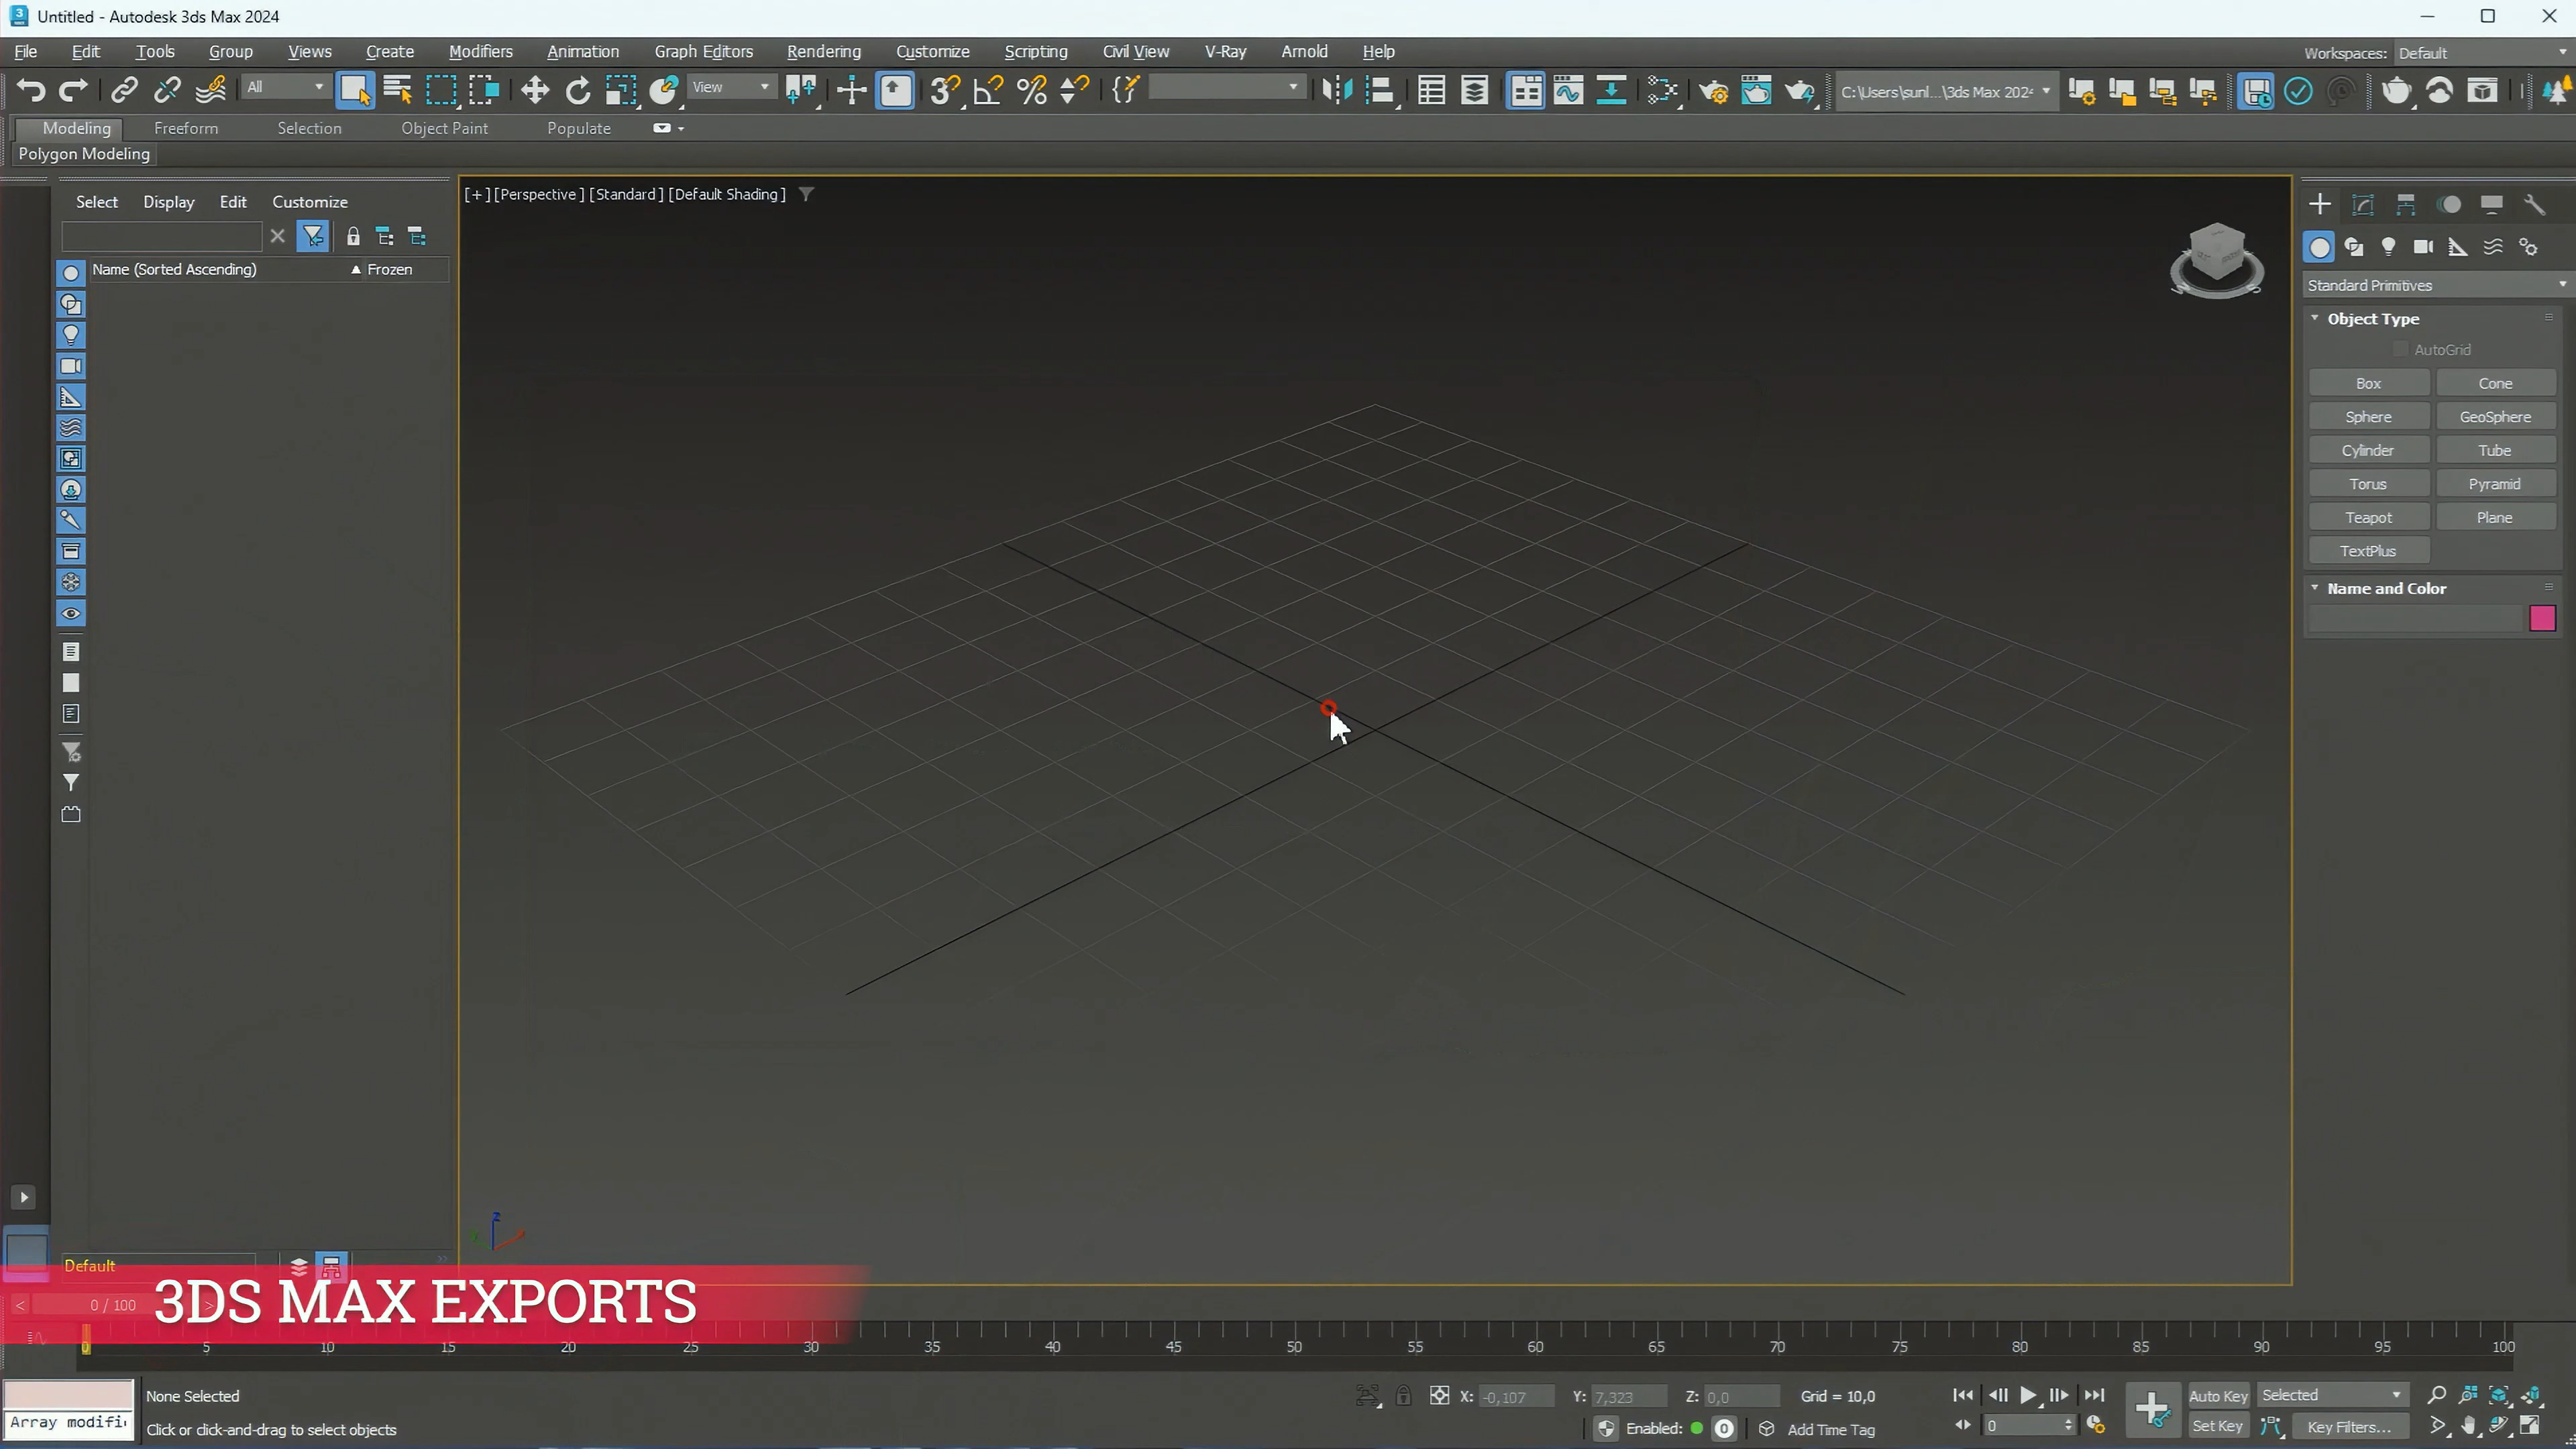 Untitled - Autodesk 3ds Max 2024
File Edit Tools Group Views Create Modifiers Animation Graph Editors Rendering Customize Scripting Civil View V-Ray Arnold Help
Workspaces: Default
All
View
C:\Users\sunl...\3ds Max 2024
Modeling Freeform Selection Object Paint Populate
Polygon Modeling
Select Display Edit Customize
Name (Sorted Ascending) Frozen
[+] [Perspective] [Standard] [Default Shading]
Standard Primitives
Object Type
AutoGrid
Box Cone
Sphere GeoSphere
Cylinder Tube
Torus Pyramid
Teapot Plane
TextPlus
Name and Color
z
Default
3DS MAX EXPORTS
< 0 / 100 >
0 5 10 15 20 25 30 35 40 45 50 55 60 65 70 75 80 85 90 95 100
None Selected
X: -0,107 Y: 7,323 Z: 0,0 Grid = 10,0
Auto Key Selected
Array modifi
Click or click-and-drag to select objects
Enabled: 0 Add Time Tag
0
Set Key Key Filters...